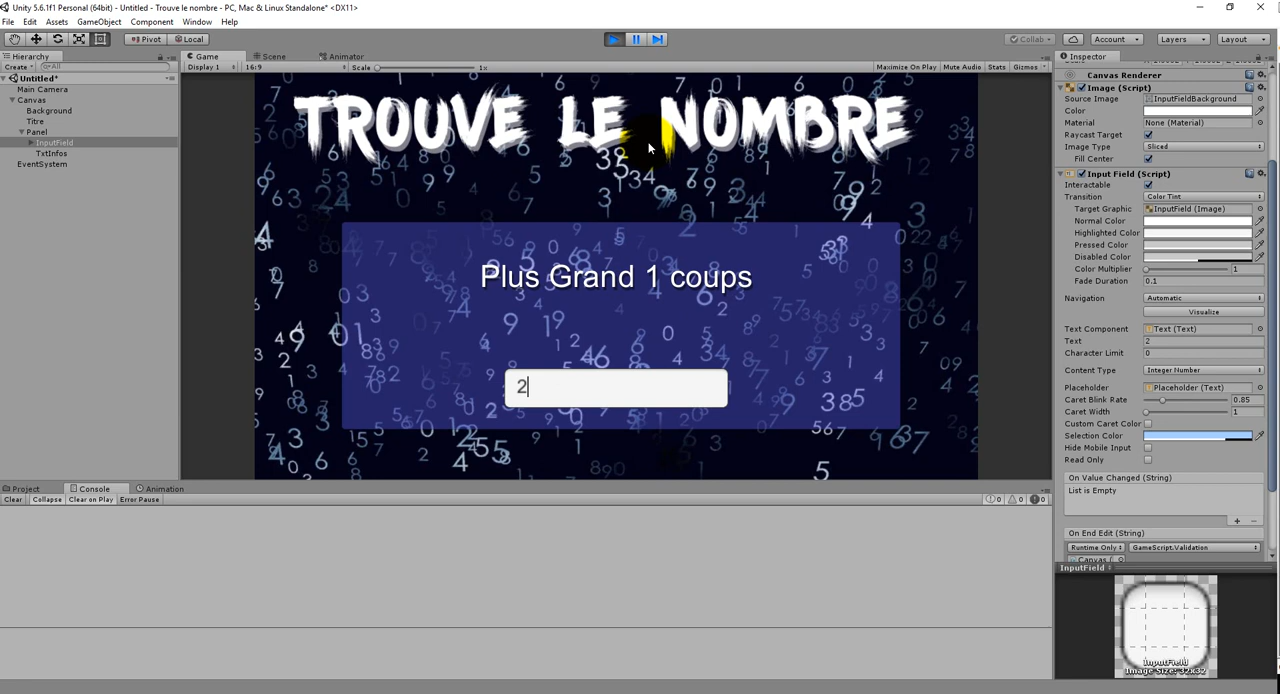 Unity 5.6.1f1 Personal (64bit) - Untitled - Trouve le nombre - PC, Mac & Linux Standalone* <DX11>
File Edit Assets GameObject Component Window Help
Pivot Local Collab Account Layers Layout
Hierarchy
Create All
Untitled*
Main Camera
Canvas
Background
Titre
Panel
InputField
TxtInfos
EventSystem
Game Scene Animator
Display 1 16:9 Scale 1x Maximize On Play Mute Audio Stats Gizmos
TROUVE LE NOMBRE
Plus Grand 1 coups
2
Project Console Animation
Clear Collapse Clear on Play Error Pause 0 0 0
Inspector
Canvas Renderer
Image (Script)
Source Image InputFieldBackground
Color
Material None (Material)
Raycast Target
Image Type Sliced
Fill Center
Input Field (Script)
Interactable
Transition Color Tint
Target Graphic InputField (Image)
Normal Color
Highlighted Color
Pressed Color
Disabled Color
Color Multiplier 1
Fade Duration 0.1
Navigation Automatic
Visualize
Text Component Text (Text)
Text 2
Character Limit 0
Content Type Integer Number
Placeholder Placeholder (Text)
Caret Blink Rate 0.85
Caret Width 1
Custom Caret Color
Selection Color
Hide Mobile Input
Read Only
On Value Changed (String)
List is Empty
On End Edit (String)
Runtime Only GameScript.Validation
InputField
InputField
Image Size: 32x32